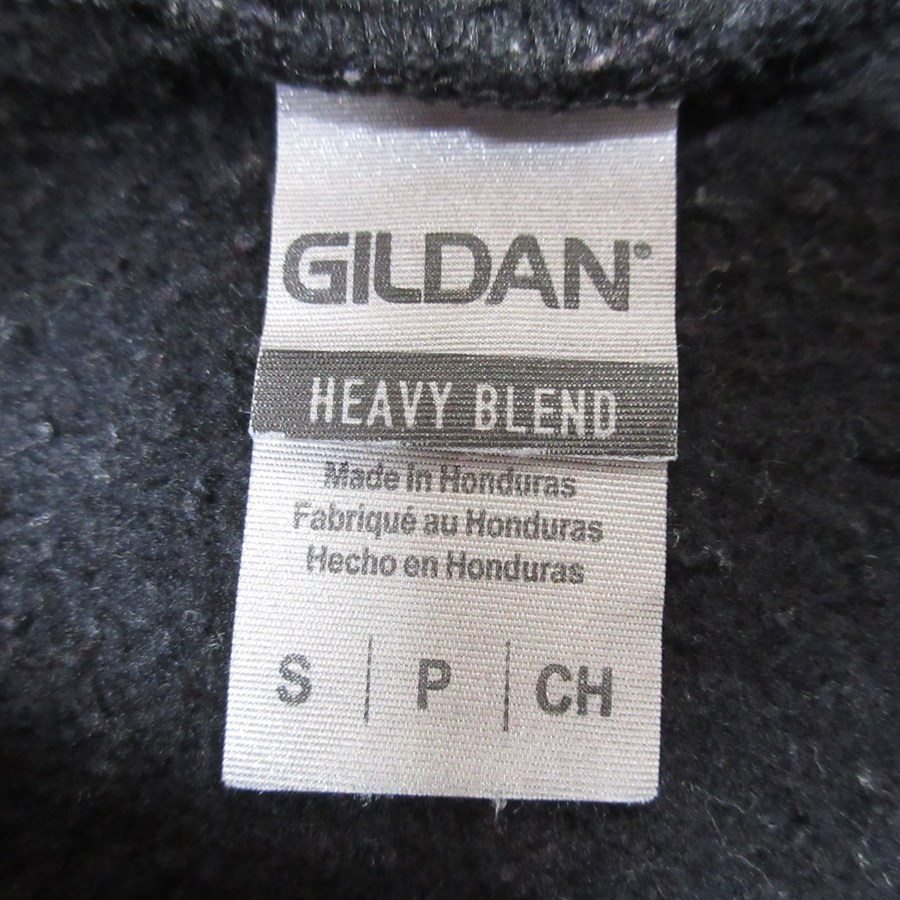 GILDAN®
HEAVY BLEND
Made in Honduras
Fabriqué au Honduras
Hecho en Honduras
S | P | CH